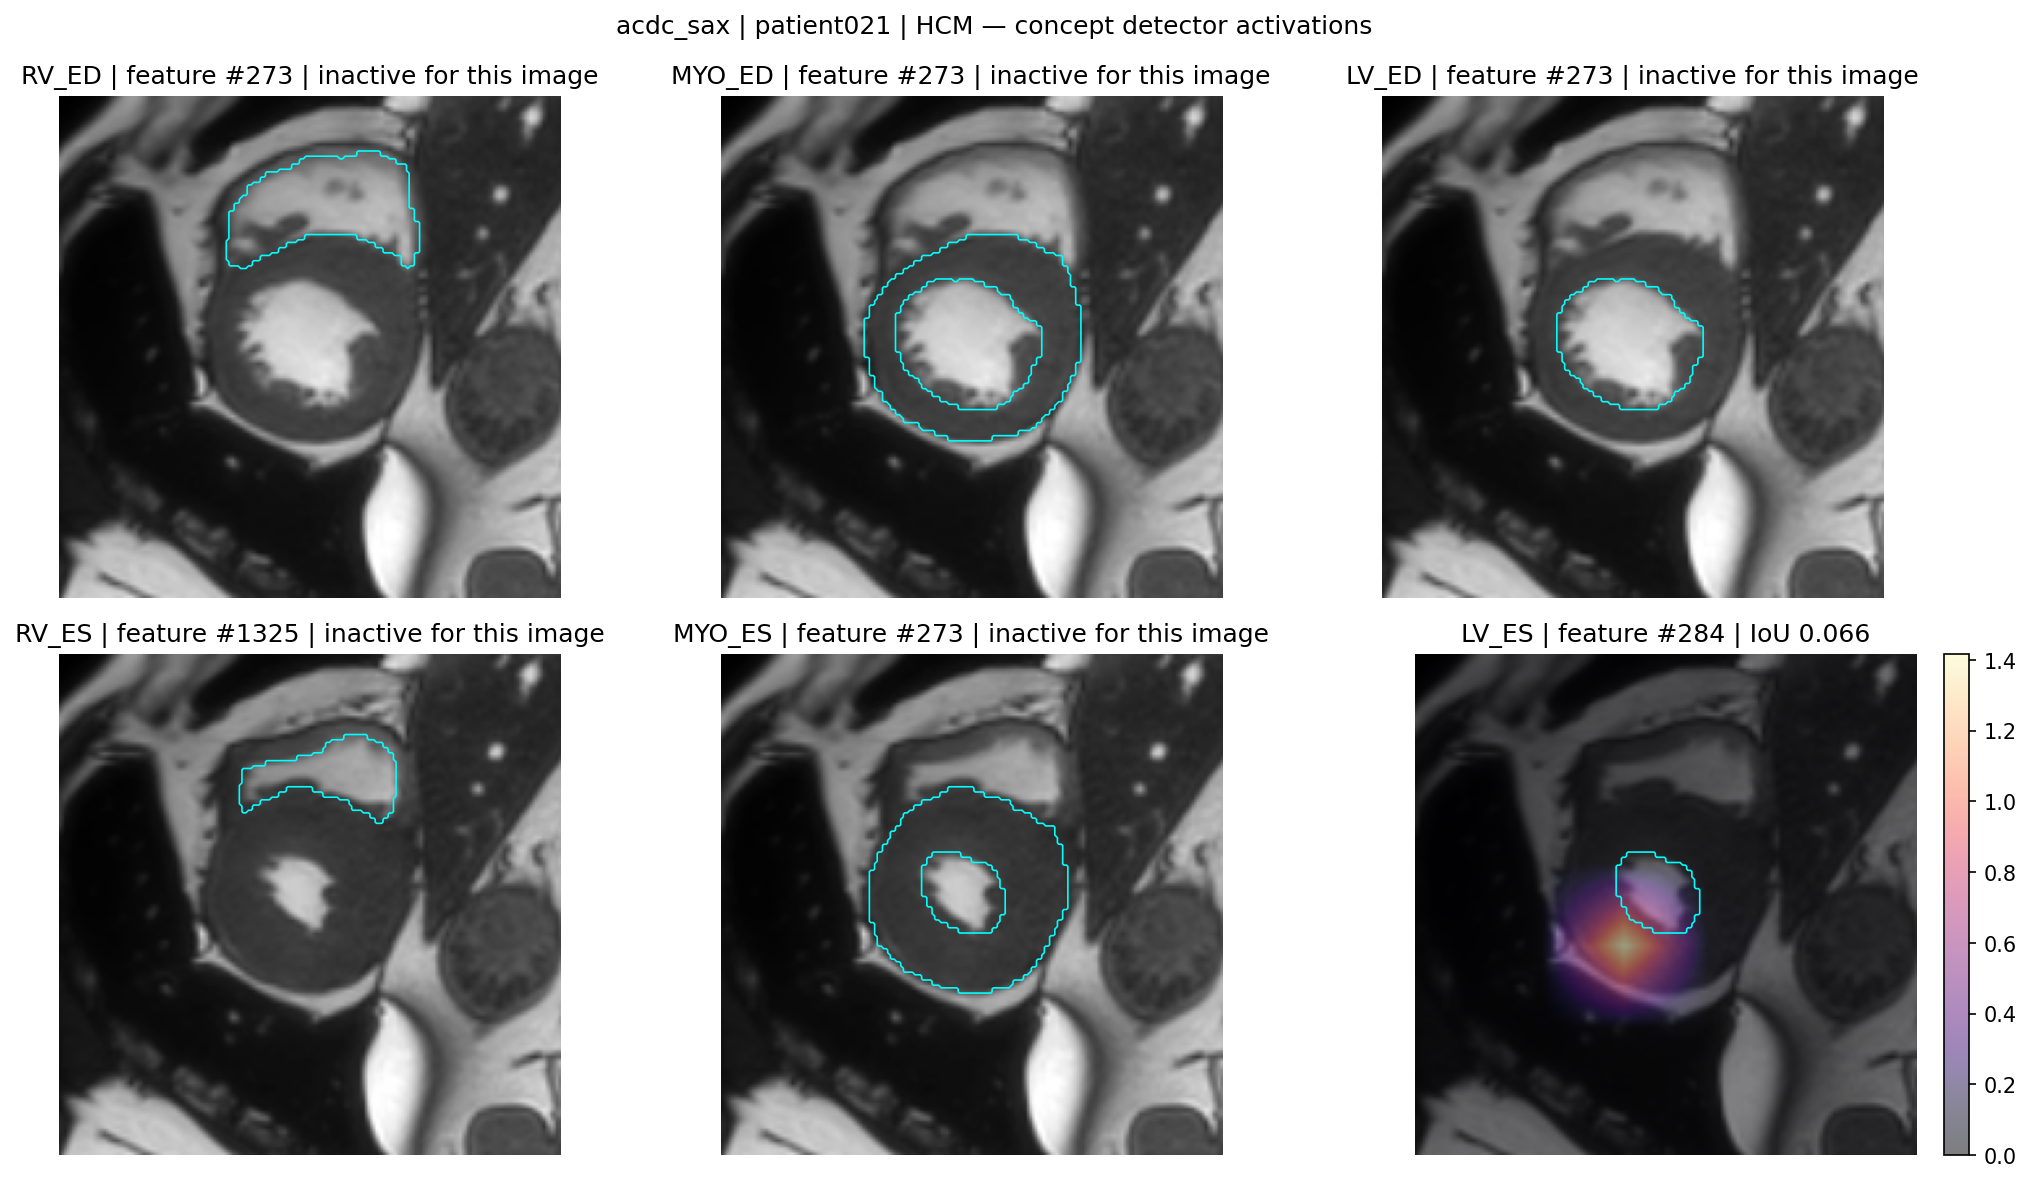 acdc_sax | patient021 | HCM — concept detector activations
RV_ED | feature #273 | inactive for this image
MYO_ED | feature #273 | inactive for this image
LV_ED | feature #273 | inactive for this image
RV_ES | feature #1325 | inactive for this image
MYO_ES | feature #273 | inactive for this image
LV_ES | feature #284 | IoU 0.066
1.4
1.2
1.0
0.8
0.6
0.4
0.2
0.0